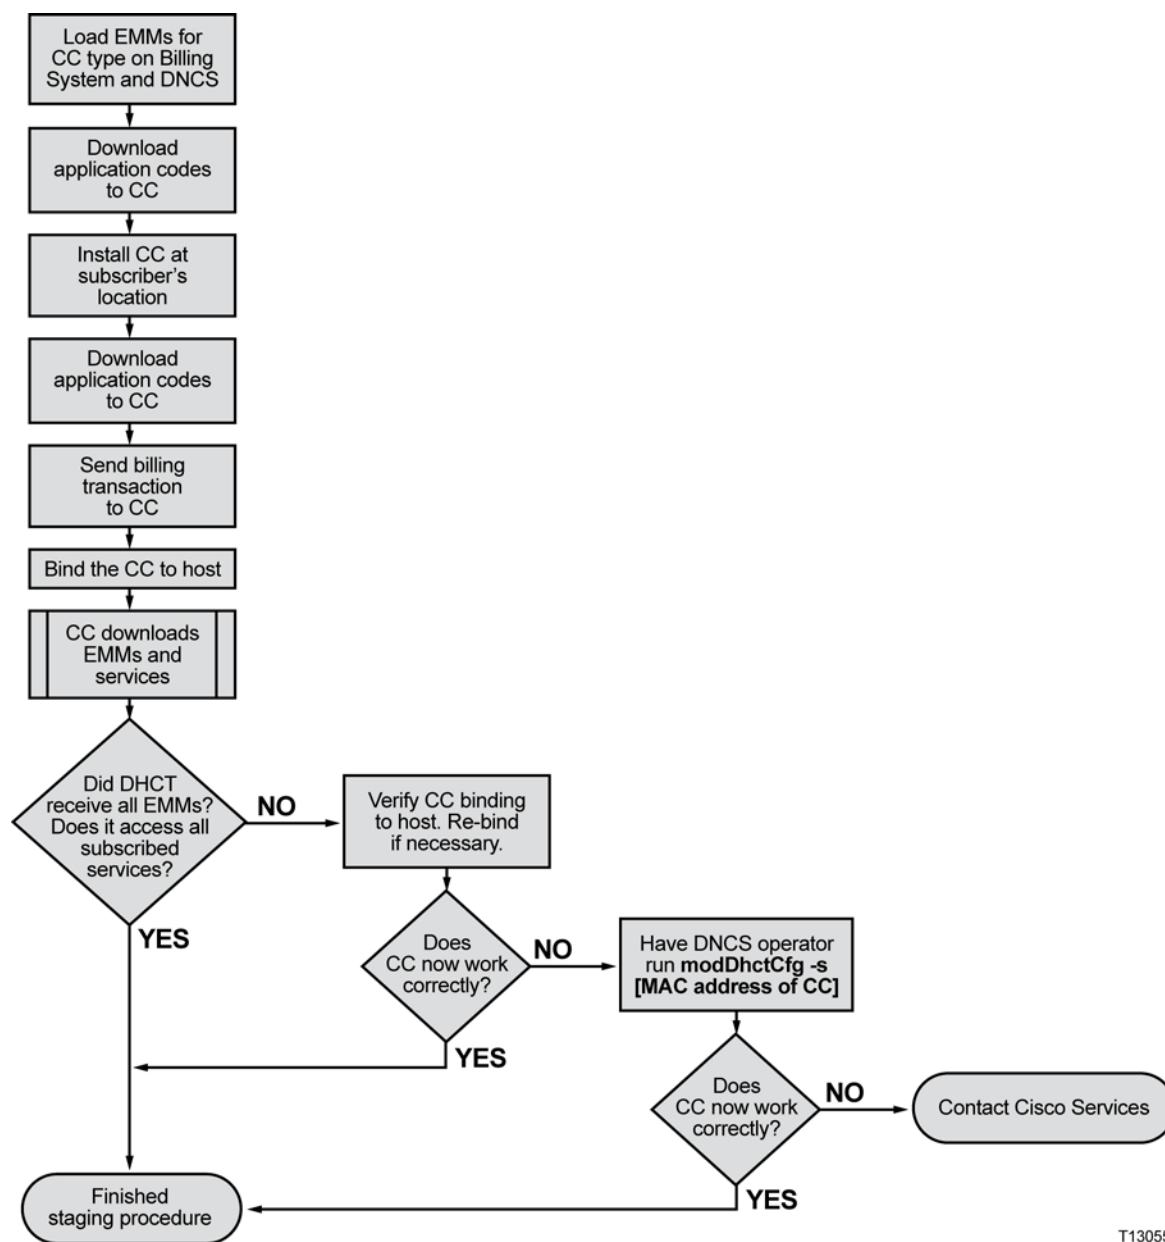 Load EMMs for
CC type on Billing
System and DNCS
Download
application codes
to CC
Install CC at
subscriber's
location
Download
application codes
to CC
Send billing
transaction
to CC
Bind the CC to host
CC downloads
EMMs and
services
Did DHCT
receive all EMMs?
Does it access all
subscribed
services?
NO
YES
Verify CC binding
to host. Re-bind
if necessary.
Does
CC now work
correctly?
NO
YES
Have DNCS operator
run modDhctCfg -s
[MAC address of CC]
Does
CC now work
correctly?
NO
YES
Contact Cisco Services
Finished
staging procedure
T13055